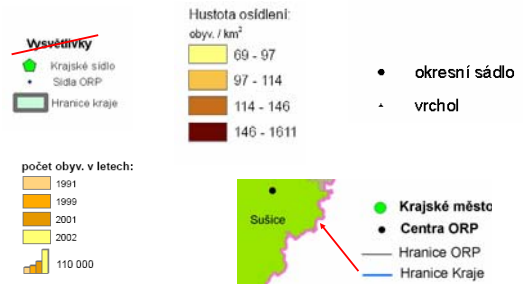 Vysvětlivky
Krajské sídlo
Sídla ORP
Hranice kraje
Hustota osídlení:
obyv. / km²
69 - 97
97 - 114
114 - 146
146 - 1611
okresní sádlo
vrchol
počet obyv. v letech:
1991
1999
2001
2002
110 000
Sušice
Krajské město
Centra ORP
Hranice ORP
Hranice Kraje